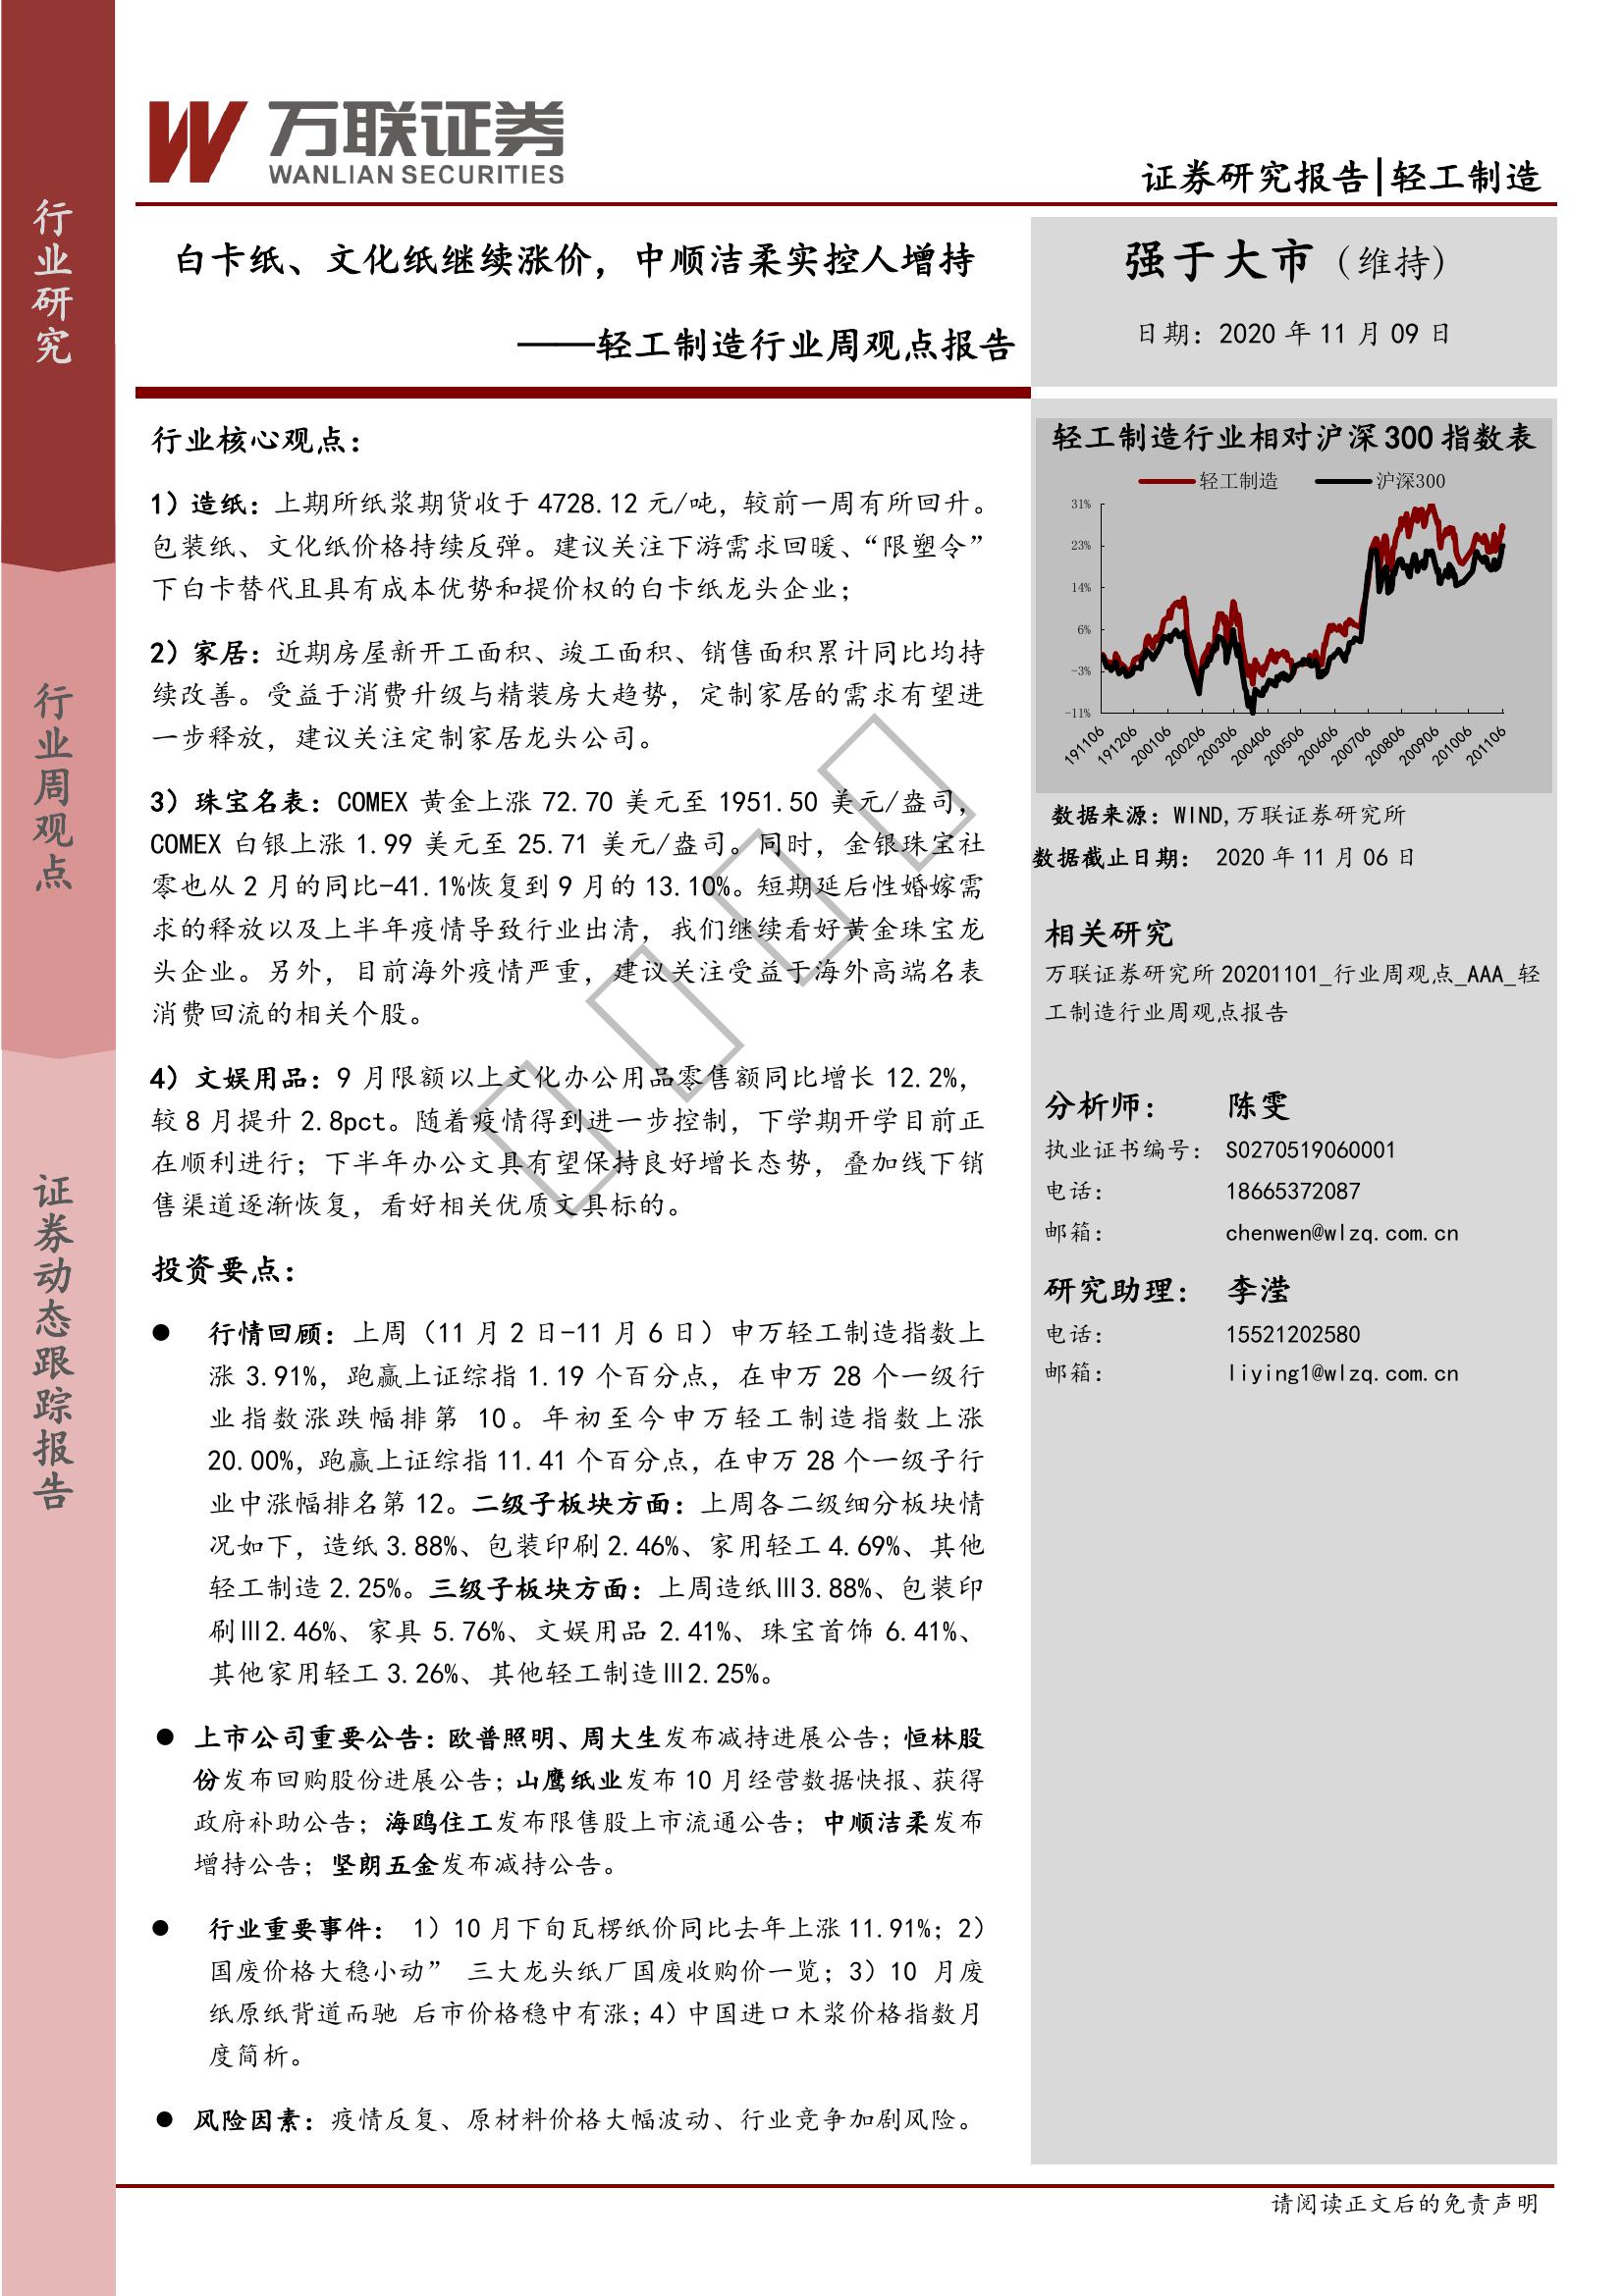 万联证券
WANLIAN SECURITIES
证券研究报告|轻工制造
行业研究
行业周观点
证券动态跟踪报告
白卡纸、文化纸继续涨价，中顺洁柔实控人增持
——轻工制造行业周观点报告
强于大市（维持）
日期：2020 年 11 月 09 日
行业核心观点：
1）造纸：上期所纸浆期货收于 4728.12 元/吨，较前一周有所回升。
包装纸、文化纸价格持续反弹。建议关注下游需求回暖、“限塑令”
下白卡替代且具有成本优势和提价权的白卡纸龙头企业；
2）家居：近期房屋新开工面积、竣工面积、销售面积累计同比均持
续改善。受益于消费升级与精装房大趋势，定制家居的需求有望进
一步释放，建议关注定制家居龙头公司。
3）珠宝名表：COMEX 黄金上涨 72.70 美元至 1951.50 美元/盎司，
COMEX 白银上涨 1.99 美元至 25.71 美元/盎司。同时，金银珠宝社
零也从 2 月的同比-41.1%恢复到 9 月的 13.10%。短期延后性婚嫁需
求的释放以及上半年疫情导致行业出清，我们继续看好黄金珠宝龙
头企业。另外，目前海外疫情严重，建议关注受益于海外高端名表
消费回流的相关个股。
4）文娱用品：9 月限额以上文化办公用品零售额同比增长 12.2%，
较 8 月提升 2.8pct。随着疫情得到进一步控制，下学期开学目前正
在顺利进行；下半年办公文具有望保持良好增长态势，叠加线下销
售渠道逐渐恢复，看好相关优质文具标的。
投资要点：
● 行情回顾：上周（11 月 2 日-11 月 6 日）申万轻工制造指数上
涨 3.91%，跑赢上证综指 1.19 个百分点，在申万 28 个一级行
业指数涨跌幅排第 10。年初至今申万轻工制造指数上涨
20.00%，跑赢上证综指 11.41 个百分点，在申万 28 个一级子行
业中涨幅排名第 12。二级子板块方面：上周各二级细分板块情
况如下，造纸 3.88%、包装印刷 2.46%、家用轻工 4.69%、其他
轻工制造 2.25%。三级子板块方面：上周造纸Ⅲ3.88%、包装印
刷Ⅲ2.46%、家具 5.76%、文娱用品 2.41%、珠宝首饰 6.41%、
其他家用轻工 3.26%、其他轻工制造Ⅲ2.25%。
● 上市公司重要公告：欧普照明、周大生发布减持进展公告；恒林股
份发布回购股份进展公告；山鹰纸业发布 10 月经营数据快报、获得
政府补助公告；海鸥住工发布限售股上市流通公告；中顺洁柔发布
增持公告；坚朗五金发布减持公告。
● 行业重要事件： 1）10 月下旬瓦楞纸价同比去年上涨 11.91%；2）
国废价格大稳小动” 三大龙头纸厂国废收购价一览；3）10 月废
纸原纸背道而驰 后市价格稳中有涨；4）中国进口木浆价格指数月
度简析。
● 风险因素：疫情反复、原材料价格大幅波动、行业竞争加剧风险。
轻工制造行业相对沪深 300 指数表
轻工制造 沪深300
31%
23%
14%
6%
-3%
-11%
191106 191206 200106 200206 200306 200406 200506 200606 200706 200806 200906 201006 201106
数据来源：WIND,万联证券研究所
数据截止日期： 2020 年 11 月 06 日
相关研究
万联证券研究所 20201101_行业周观点_AAA_轻
工制造行业周观点报告
分析师： 陈雯
执业证书编号： S0270519060001
电话： 18665372087
邮箱： chenwen@wlzq.com.cn
研究助理： 李滢
电话： 15521202580
邮箱： liying1@wlzq.com.cn
请阅读正文后的免责声明